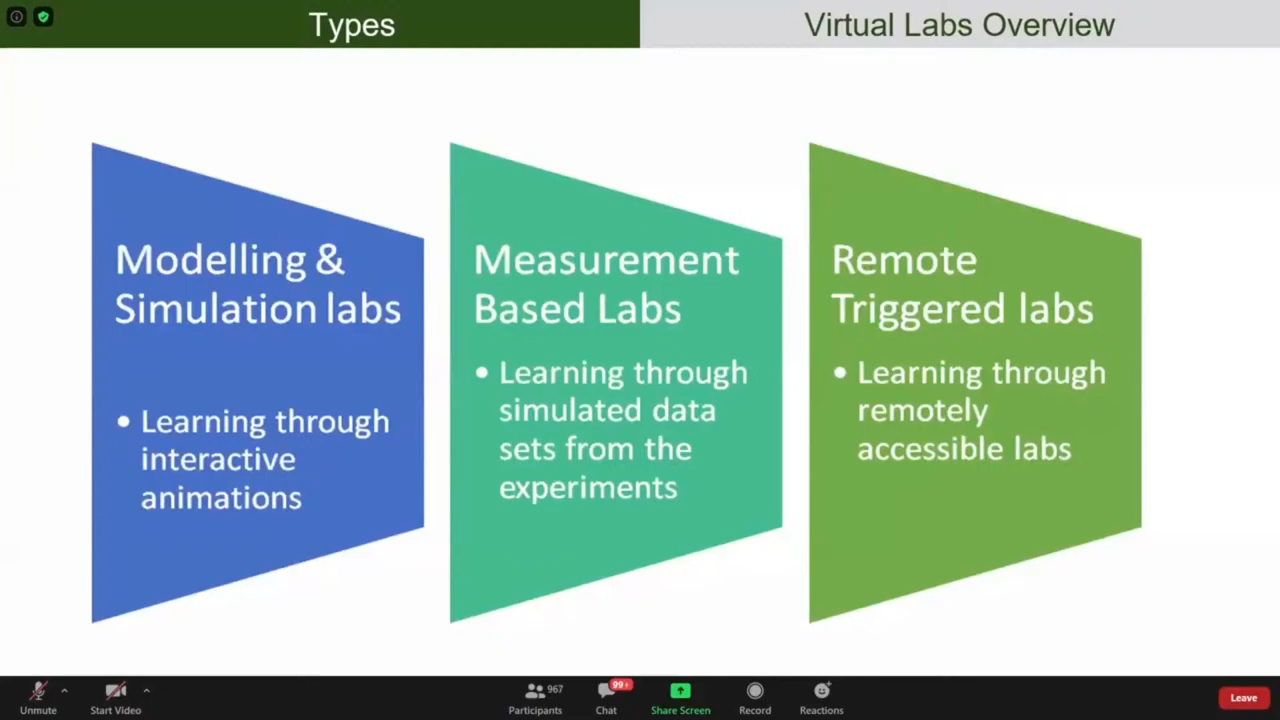 Types
Virtual Labs Overview
Modelling &
Simulation labs
• Learning through
interactive
animations
Measurement
Based Labs
• Learning through
simulated data
sets from the
experiments
Remote
Triggered labs
• Learning through
remotely
accessible labs
Unmute
Start Video
967
Participants
99+
Chat
Share Screen
Record
Reactions
Leave